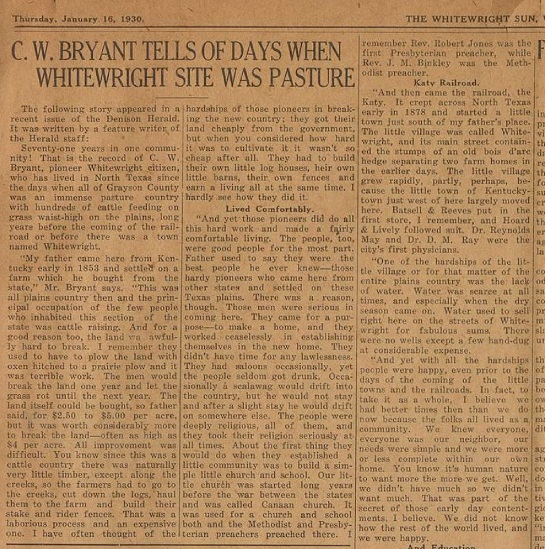 Thursday, January 16, 1930.
THE WHITEWRIGHT SUN,
C. W. BRYANT TELLS OF DAYS WHEN
WHITEWRIGHT SITE WAS PASTURE
The following story appeared in a
recent issue of the Denison Herald.
It was written by a feature writer of
the Herald staff:
Seventy-one years in one commu-
nity! That is the record of C. W.
Bryant, pioneer Whitewright citizen,
who has lived in North Texas since
the days when all of Grayson County
was an immense pasture country
with hundreds of cattle feeding on
grass waist-high on the plains, long
years before the coming of the rail-
road or before there was a town
named Whitewright.
"My father came here from Ken-
tucky early in 1853 and settled on a
farm which he bought from the
state," Mr. Bryant says. "This was
all plains country then and the prin-
cipal occupation of the few people
who inhabited this section of the
state was cattle raising. And for a
good reason too, the land was awful-
ly hard to break. I remember they
used to have to plow the land with
oxen hitched to a prairie plow and it
was terrible work. The men would
break the land one year and let the
grass rot until the next year. The
land itself could be bought, so father
said, for $2.50 to $5.00 per acre,
but it was worth considerably more
to break the land—often as high as
$4 per acre. All improvement was
difficult. You know since this was a
cattle country there was naturally
very little timber, except along the
creeks, so the farmers had to go to
the creeks, cut down the logs, haul
them to the farm and build their
stake and rider fences. That was a
laborious process and an expensive
one. I have often thought of the
hardships of those pioneers in break-
ing the new country; they got their
land cheaply from the government,
but when you considered how hard
it was to cultivate it it wasn't so
cheap after all. They had to build
their own little log houses, their own
little barns, their own fences and
earn a living all at the same time. I
hardly see how they did it.
Lived Comfortably.
"And yet those pioneers did do all
this hard work and made a fairly
comfortable living. The people, too,
were good people for the most part.
Father used to say they were the
best people he ever knew—those
hardy pioneers who came here from
other states and settled on these
Texas plains. There was a reason,
though. Those men were serious in
coming here. They came for a pur-
pose—to make a home, and they
worked ceaselessly in establishing
themselves in the new home. They
didn't have time for any lawlessness.
They had saloons occasionally, yet
the people seldom got drunk. Occa-
sionally a scalawag would drift into
the country, but he would not stay
and after a slight stay he would drift
on somewhere else. The people were
deeply religious, all of them, and
they took their religion seriously at
all times. About the first thing they
would do when they established a
little community was to build a sim-
ple little church and school. Our lit-
tle church was started long years
before the war between the states
and was called Canaan church. It
was used for a church and school
both and the Methodist and Presby-
terian preachers preached there. I
remember Rev. Robert Jones was the
first Presbyterian preacher, while
Rev. J. M. Binkley was the Meth-
odist preacher.
Katy Railroad.
"And then came the railroad, the
Katy. It crept across North Texas
early in 1878 and started a little
town just south of my father's place.
The little village was called White-
wright, and its main street contain-
ed the stumps of an old bois d'arc
hedge separating two farm homes in
the earlier days. The little village
grew rapidly, partly, perhaps, be-
cause the little town of Kentucky-
town just west of here largely moved
here. Batsell & Reeves put in the
first store, I remember, and Hoard
& Lively followed suit. Dr. Reynolds
May and Dr. D. M. Ray were the
city's first physicians.
"One of the hardships of the lit-
tle village or for that matter of the
entire plains country was the lack
of water. Water was scarce at all
times, and especially when the dry
season came on. Water used to sell
right here on the streets of White-
wright for fabulous sums. There
were no wells except a few hand-dug
at considerable expense.
"And yet with all the hardships
people were happy, even prior to the
days of the coming of the little
towns and the railroads. In fact, to
take it as a whole, I believe we
had better times then than we do
now because the folks all lived as a
community. We knew everyone,
everyone was our neighbor, our
needs were simple and we were more
or less complete within our own
home. You know it's human nature
to want more the more we get. Well,
we didn't have much so we didn't
want much. That was part of the
secret of those early day content-
ments, I believe. We did not know
how the rest of the world lived, and
we were happy.
And Education